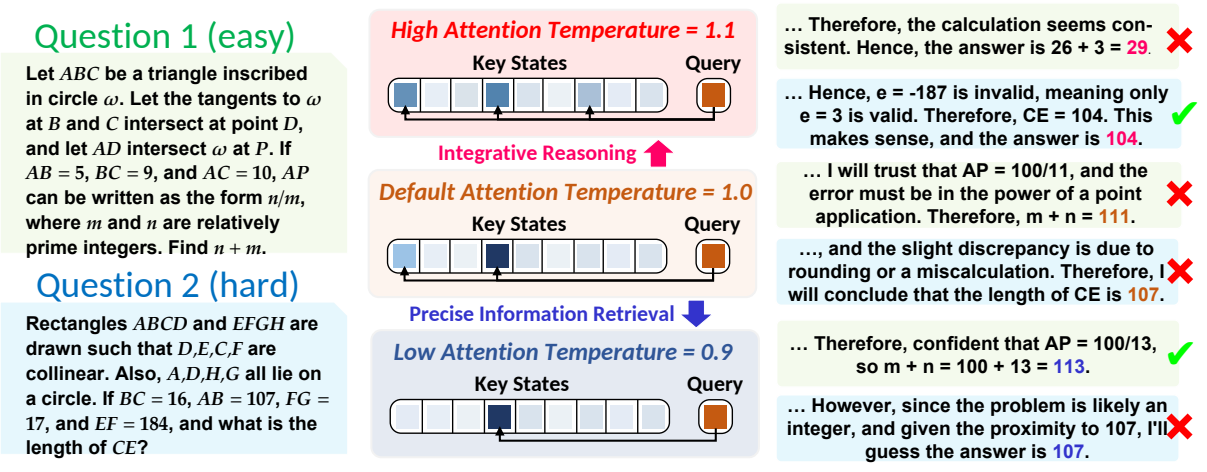 Question 1 (easy)
Let ABC be a triangle inscribed
in circle ω. Let the tangents to ω
at B and C intersect at point D,
and let AD intersect ω at P. If
AB = 5, BC = 9, and AC = 10, AP
can be written as the form n/m,
where m and n are relatively
prime integers. Find n + m.
Question 2 (hard)
Rectangles ABCD and EFGH are
drawn such that D,E,C,F are
collinear. Also, A,D,H,G all lie on
a circle. If BC = 16, AB = 107, FG =
17, and EF = 184, and what is the
length of CE?
High Attention Temperature = 1.1
Key States
Query
Integrative Reasoning
Default Attention Temperature = 1.0
Key States
Query
Precise Information Retrieval
Low Attention Temperature = 0.9
Key States
Query
… Therefore, the calculation seems con-
sistent. Hence, the answer is 26 + 3 = 29.
… Hence, e = -187 is invalid, meaning only
e = 3 is valid. Therefore, CE = 104. This
makes sense, and the answer is 104.
… I will trust that AP = 100/11, and the
error must be in the power of a point
application. Therefore, m + n = 111.
…, and the slight discrepancy is due to
rounding or a miscalculation. Therefore, I
will conclude that the length of CE is 107.
… Therefore, confident that AP = 100/13,
so m + n = 100 + 13 = 113.
… However, since the problem is likely an
integer, and given the proximity to 107, I'll
guess the answer is 107.